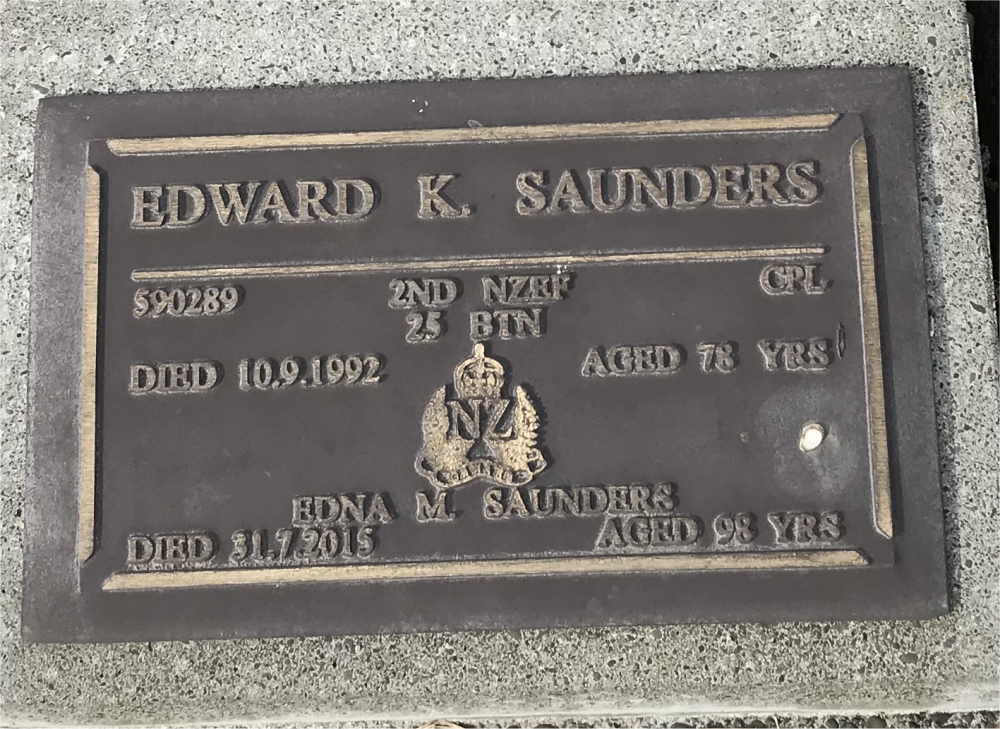 EDWARD K. SAUNDERS
590289 2ND NZEF CPL
25 BTN
DIED 10.9.1992 AGED 78 YRS
NZ
EDNA M. SAUNDERS
DIED 31.7.2015 AGED 98 YRS